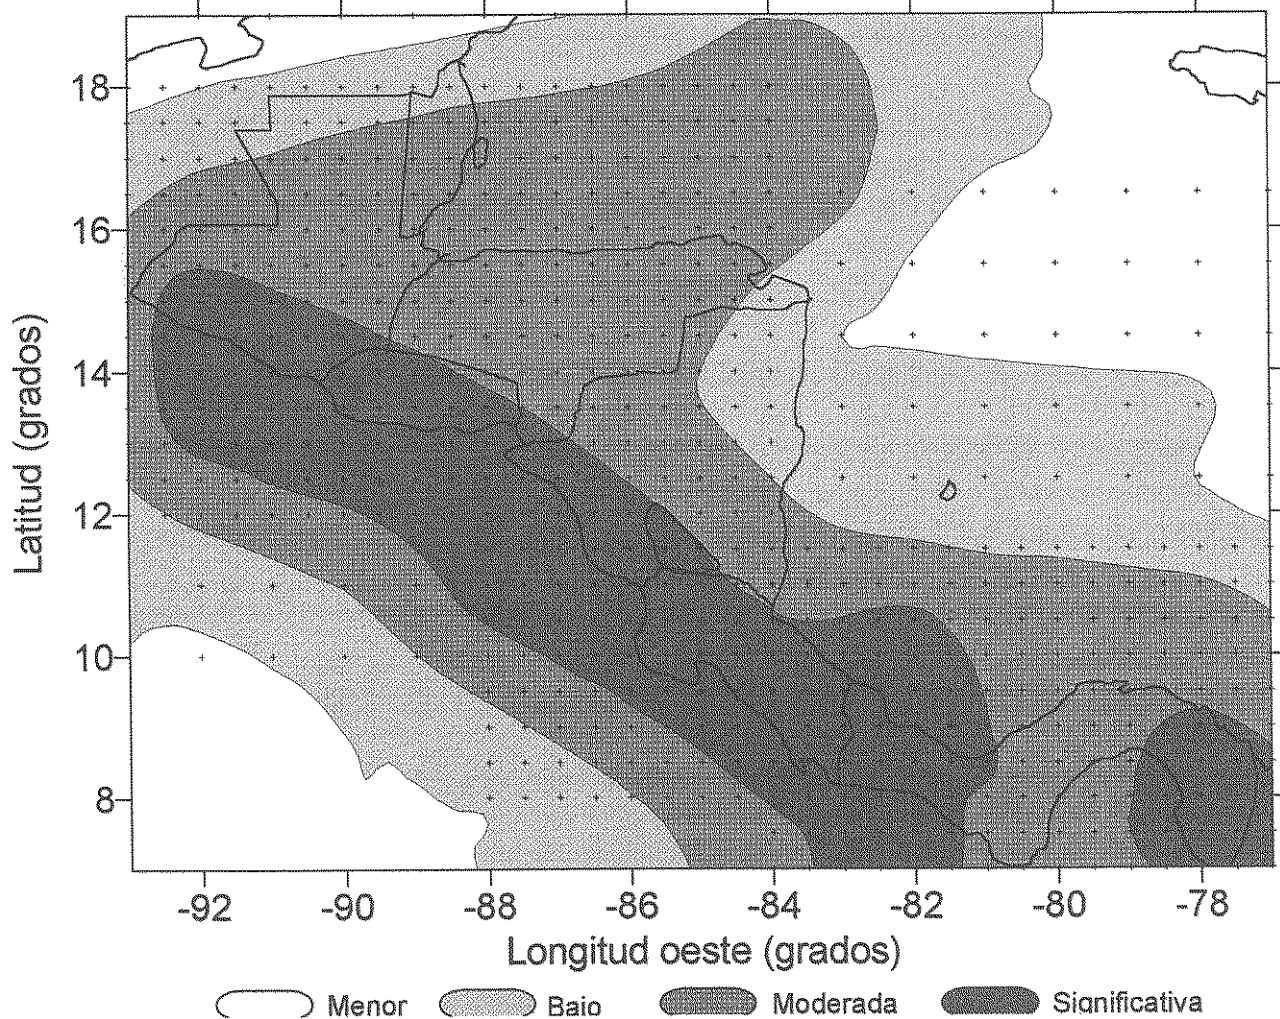 18
16
14
12
10
8
Latitud (grados)
-92 -90 -88 -86 -84 -82 -80 -78
Longitud oeste (grados)
Menor Bajo Moderada Significativa